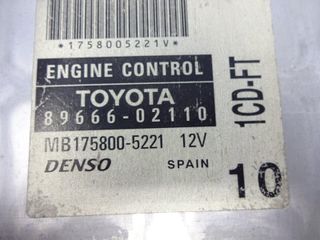 *1758005221V*
ENGINE CONTROL
TOYOTA
89666-02110
MB175800-5221 12V
DENSO SPAIN
1CD-FT
10